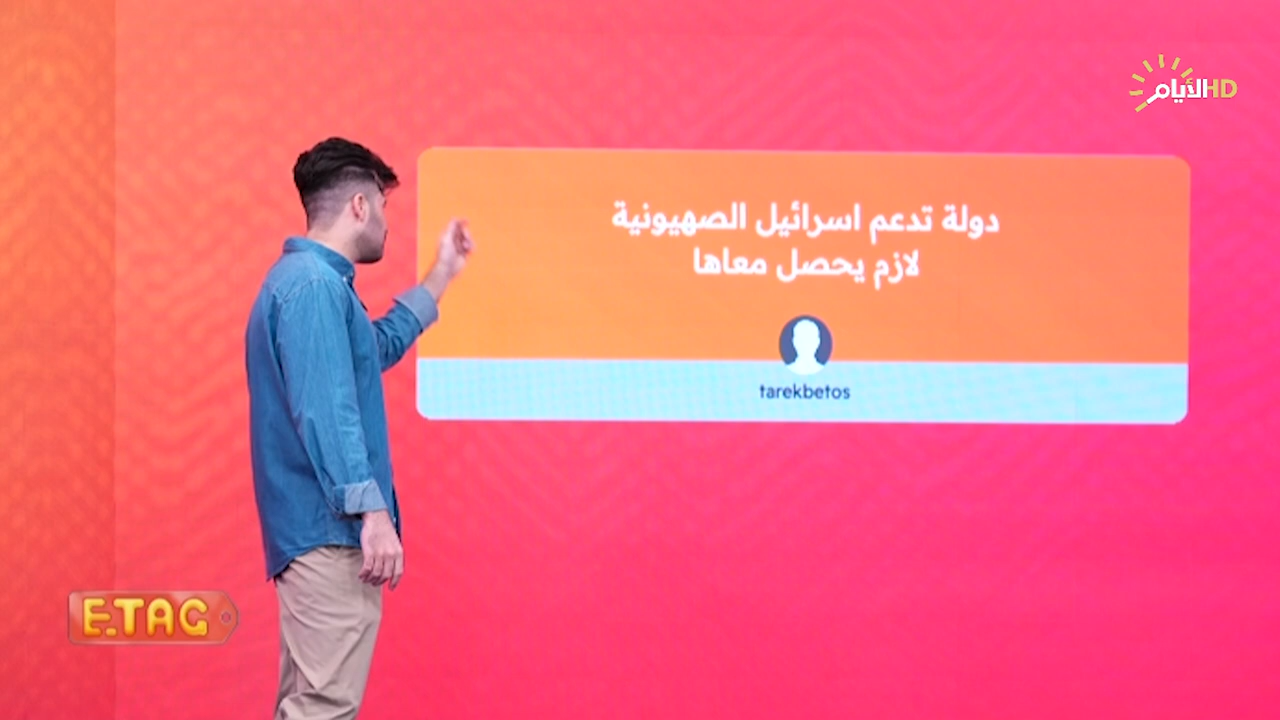 الأيام HD
دولة تدعم اسرائيل الصهيونية
لازم يحصل معاها
tarekbetos
E.TAG